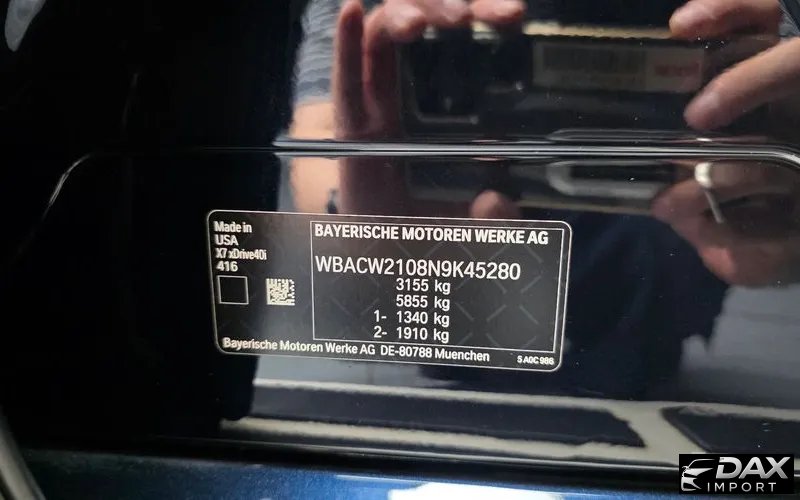 Made in
USA
X7 xDrive40i
416
BAYERISCHE MOTOREN WERKE AG
WBACW2108N9K45280
3155 kg
5855 kg
1- 1340 kg
2- 1910 kg
Bayerische Motoren Werke AG DE-80788 Muenchen
5 A0C 986
DAX
IMPORT